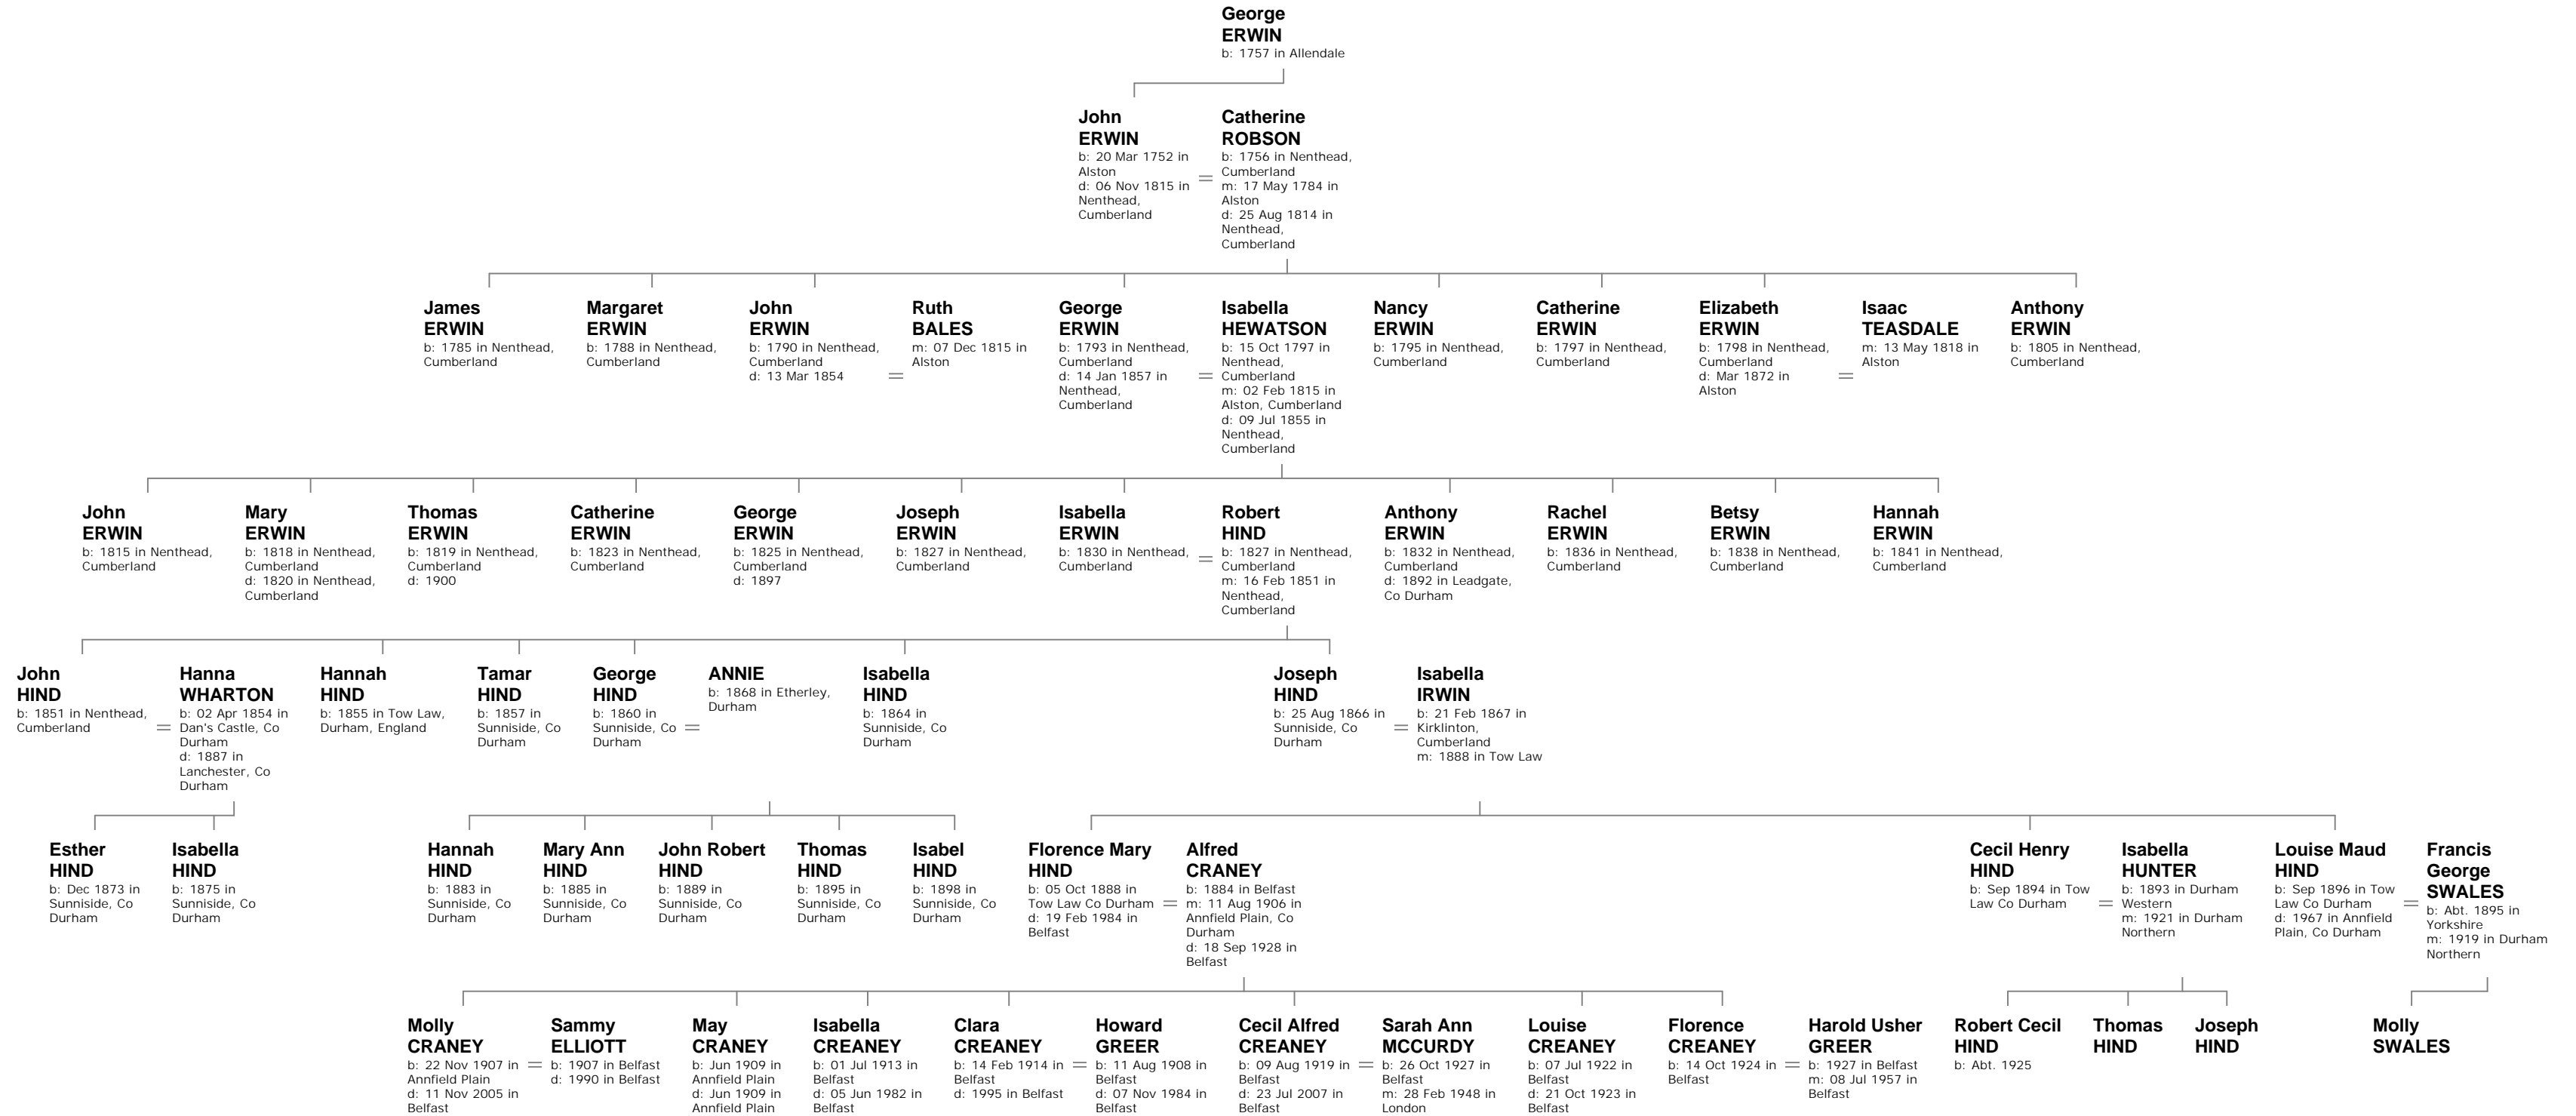 George
ERWIN
b: 1757 in Allendale
John
ERWIN
b: 20 Mar 1752 in
Alston
d: 06 Nov 1815 in
Nenthead,
Cumberland
=
Catherine
ROBSON
b: 1756 in Nenthead,
Cumberland
m: 17 May 1784 in
Alston
d: 25 Aug 1814 in
Nenthead,
Cumberland
James
ERWIN
b: 1785 in Nenthead,
Cumberland
Margaret
ERWIN
b: 1788 in Nenthead,
Cumberland
John
ERWIN
b: 1790 in Nenthead,
Cumberland
d: 13 Mar 1854
=
Ruth
BALES
m: 07 Dec 1815 in
Alston
George
ERWIN
b: 1793 in Nenthead,
Cumberland
d: 14 Jan 1857 in
Nenthead,
Cumberland
=
Isabella
HEWATSON
b: 15 Oct 1797 in
Nenthead,
Cumberland
m: 02 Feb 1815 in
Alston, Cumberland
d: 09 Jul 1855 in
Nenthead,
Cumberland
Nancy
ERWIN
b: 1795 in Nenthead,
Cumberland
Catherine
ERWIN
b: 1797 in Nenthead,
Cumberland
Elizabeth
ERWIN
b: 1798 in Nenthead,
Cumberland
d: Mar 1872 in
Alston
=
Isaac
TEASDALE
m: 13 May 1818 in
Alston
Anthony
ERWIN
b: 1805 in Nenthead,
Cumberland
John
ERWIN
b: 1815 in Nenthead,
Cumberland
Mary
ERWIN
b: 1818 in Nenthead,
Cumberland
d: 1820 in Nenthead,
Cumberland
Thomas
ERWIN
b: 1819 in Nenthead,
Cumberland
d: 1900
Catherine
ERWIN
b: 1823 in Nenthead,
Cumberland
George
ERWIN
b: 1825 in Nenthead,
Cumberland
d: 1897
Joseph
ERWIN
b: 1827 in Nenthead,
Cumberland
Isabella
ERWIN
b: 1830 in Nenthead,
Cumberland
=
Robert
HIND
b: 1827 in Nenthead,
Cumberland
m: 16 Feb 1851 in
Nenthead,
Cumberland
Anthony
ERWIN
b: 1832 in Nenthead,
Cumberland
d: 1892 in Leadgate,
Co Durham
Rachel
ERWIN
b: 1836 in Nenthead,
Cumberland
Betsy
ERWIN
b: 1838 in Nenthead,
Cumberland
Hannah
ERWIN
b: 1841 in Nenthead,
Cumberland
John
HIND
b: 1851 in Nenthead,
Cumberland
=
Hanna
WHARTON
b: 02 Apr 1854 in
Dan's Castle, Co
Durham
d: 1887 in
Lanchester, Co
Durham
Hannah
HIND
b: 1855 in Tow Law,
Durham, England
Tamar
HIND
b: 1857 in
Sunniside, Co
Durham
George
HIND
b: 1860 in
Sunniside, Co
Durham
=
ANNIE
b: 1868 in Etherley,
Durham
Isabella
HIND
b: 1864 in
Sunniside, Co
Durham
Joseph
HIND
b: 25 Aug 1866 in
Sunniside, Co
Durham
=
Isabella
IRWIN
b: 21 Feb 1867 in
Kirklinton,
Cumberland
m: 1888 in Tow Law
Esther
HIND
b: Dec 1873 in
Sunniside, Co
Durham
Isabella
HIND
b: 1875 in
Sunniside, Co
Durham
Hannah
HIND
b: 1883 in
Sunniside, Co
Durham
Mary Ann
HIND
b: 1885 in
Sunniside, Co
Durham
John Robert
HIND
b: 1889 in
Sunniside, Co
Durham
Thomas
HIND
b: 1895 in
Sunniside, Co
Durham
Isabel
HIND
b: 1898 in
Sunniside, Co
Durham
Florence Mary
HIND
b: 05 Oct 1888 in
Tow Law Co Durham
d: 19 Feb 1984 in
Belfast
=
Alfred
CRANEY
b: 1884 in Belfast
m: 11 Aug 1906 in
Annfield Plain, Co
Durham
d: 18 Sep 1928 in
Belfast
Cecil Henry
HIND
b: Sep 1894 in Tow
Law Co Durham
=
Isabella
HUNTER
b: 1893 in Durham
Western
m: 1921 in Durham
Northern
Louise Maud
HIND
b: Sep 1896 in Tow
Law Co Durham
d: 1967 in Annfield
Plain, Co Durham
=
Francis
George
SWALES
b: Abt. 1895 in
Yorkshire
m: 1919 in Durham
Northern
Molly
CRANEY
b: 22 Nov 1907 in
Annfield Plain
d: 11 Nov 2005 in
Belfast
=
Sammy
ELLIOTT
b: 1907 in Belfast
d: 1990 in Belfast
May
CRANEY
b: Jun 1909 in
Annfield Plain
d: Jun 1909 in
Annfield Plain
Isabella
CREANEY
b: 01 Jul 1913 in
Belfast
d: 05 Jun 1982 in
Belfast
Clara
CREANEY
b: 14 Feb 1914 in
Belfast
d: 1995 in Belfast
=
Howard
GREER
b: 11 Aug 1908 in
Belfast
d: 07 Nov 1984 in
Belfast
Cecil Alfred
CREANEY
b: 09 Aug 1919 in
Belfast
d: 23 Jul 2007 in
Belfast
=
Sarah Ann
MCCURDY
b: 26 Oct 1927 in
Belfast
m: 28 Feb 1948 in
London
Louise
CREANEY
b: 07 Jul 1922 in
Belfast
d: 21 Oct 1923 in
Belfast
Florence
CREANEY
b: 14 Oct 1924 in
Belfast
=
Harold Usher
GREER
b: 1927 in Belfast
m: 08 Jul 1957 in
Belfast
Robert Cecil
HIND
b: Abt. 1925
Thomas
HIND
Joseph
HIND
Molly
SWALES